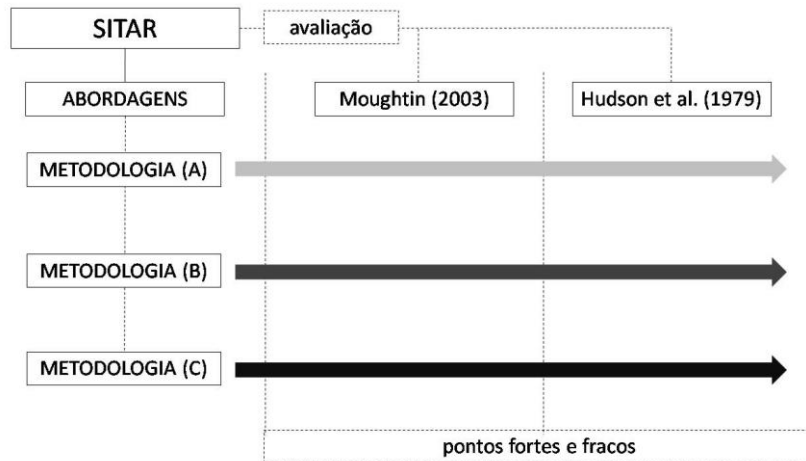 SITAR
avaliação
ABORDAGENS
Moughtin (2003)
Hudson et al. (1979)
METODOLOGIA (A)
METODOLOGIA (B)
METODOLOGIA (C)
pontos fortes e fracos